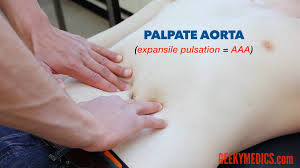 PALPATE AORTA
(expansile pulsation = AAA)
GEEKYMEDICS.com